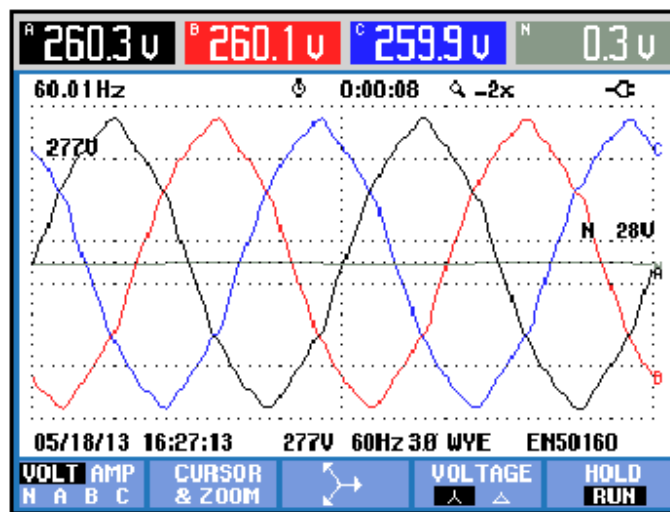 A 260.3 V B 260.1 V C 259.9 V N 0.3 V
60.01Hz 0:00:08 -2x
277V
C
N 28V
A
B
05/18/13 16:27:13 277V 60Hz 3Ø WYE EN50160
VOLT AMP CURSOR VOLTAGE HOLD
N A B C & ZOOM RUN